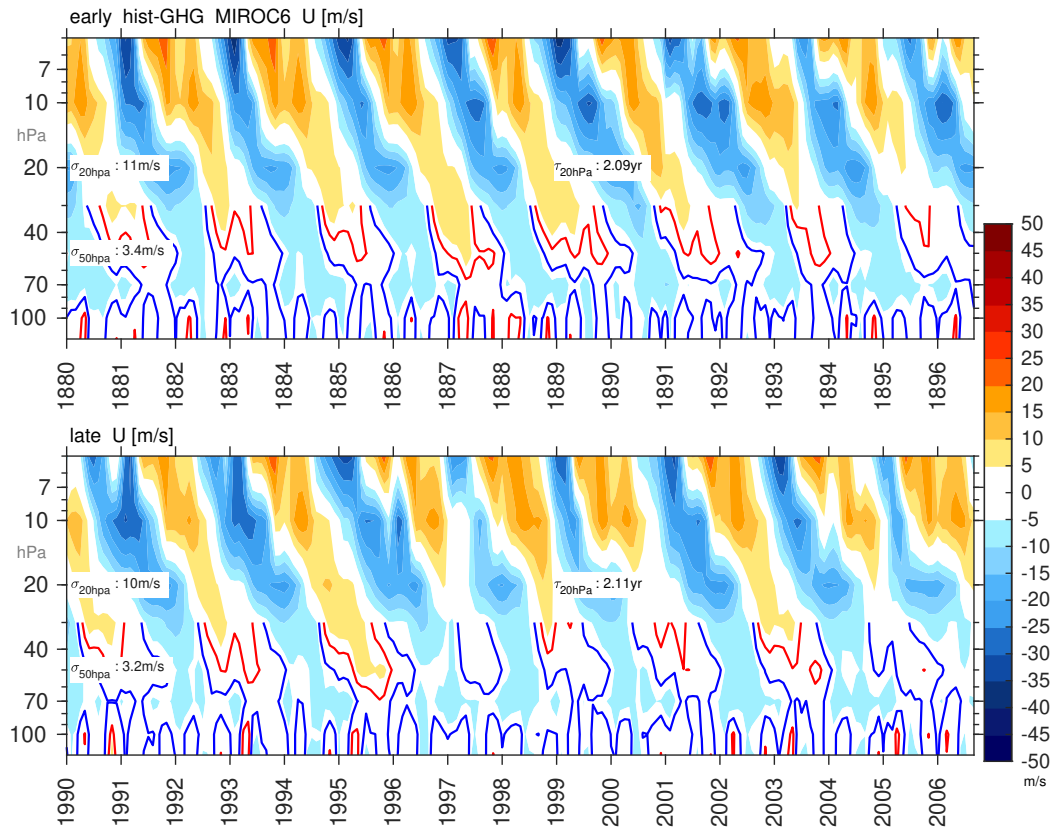 early hist-GHG MIROC6 U [m/s]
7
10
hPa
20
40
70
100
σ20hpa : 11m/s
τ20hPa : 2.09yr
σ50hpa : 3.4m/s
1880 1881 1882 1883 1884 1885 1886 1887 1888 1889 1890 1891 1892 1893 1894 1895 1896
late U [m/s]
7
10
hPa
20
40
70
100
σ20hpa : 10m/s
τ20hPa : 2.11yr
σ50hpa : 3.2m/s
1990 1991 1992 1993 1994 1995 1996 1997 1998 1999 2000 2001 2002 2003 2004 2005 2006
50
50
45
40
35
30
25
20
15
10
5
0
-5
-10
-15
-20
-25
-30
-35
-40
-45
-50
m/s